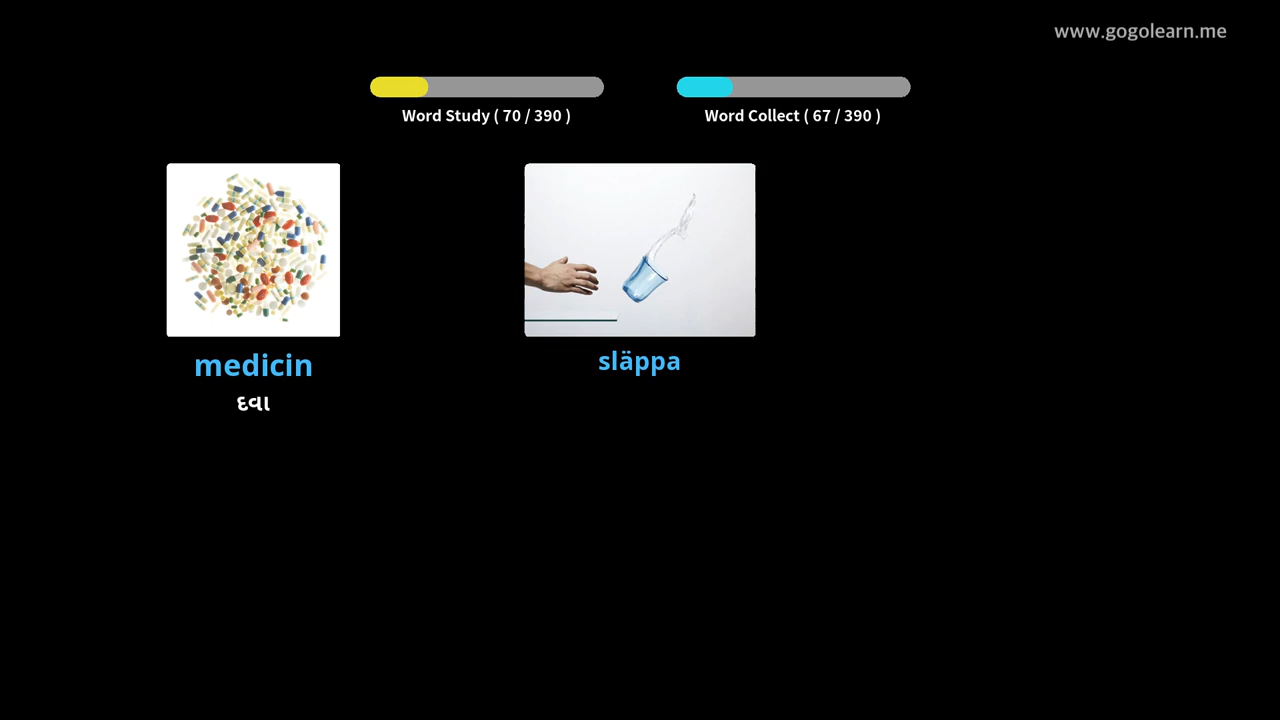 www.gogolearn.me
Word Study ( 70 / 390 )
Word Collect ( 67 / 390 )
medicin
દવા
släppa